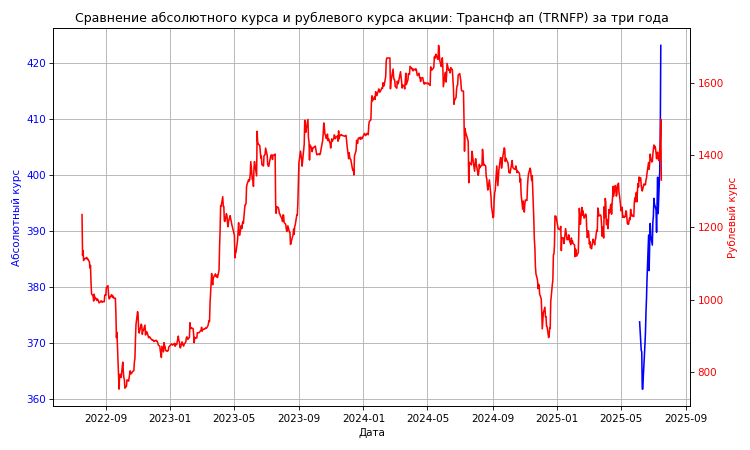 Сравнение абсолютного курса и рублевого курса акции: Транснф ап (TRNFP) за три года
420
410
400
390
380
370
360
Абсолютный курс
1600
1400
1200
1000
800
Рублевый курс
2022-09 2023-01 2023-05 2023-09 2024-01 2024-05 2024-09 2025-01 2025-05 2025-09
Дата